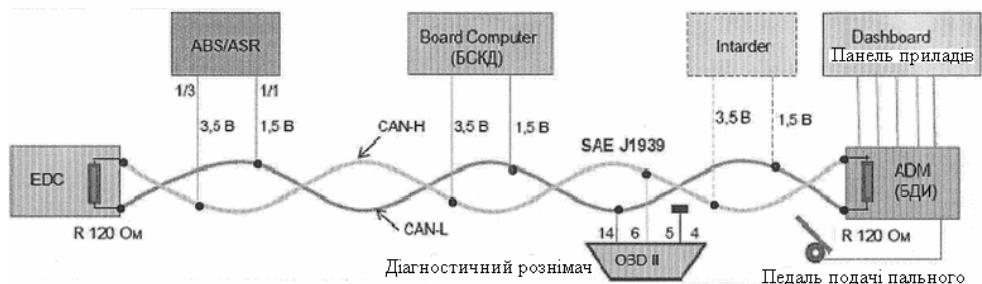 ABS/ASR
Board Computer
(БСКД)
Intarder
Dashboard
Панель приладів
1/3
1/1
3,5 В
1,5 В
CAN-H
3,5 В
1,5 В
SAE J1939
3,5 В
1,5 В
EDC
ADM
(БДИ)
R 120 Ом
CAN-L
14
6
5
4
R 120 Ом
ОВД II
Діагностичний рознімач
Педаль подачі пального